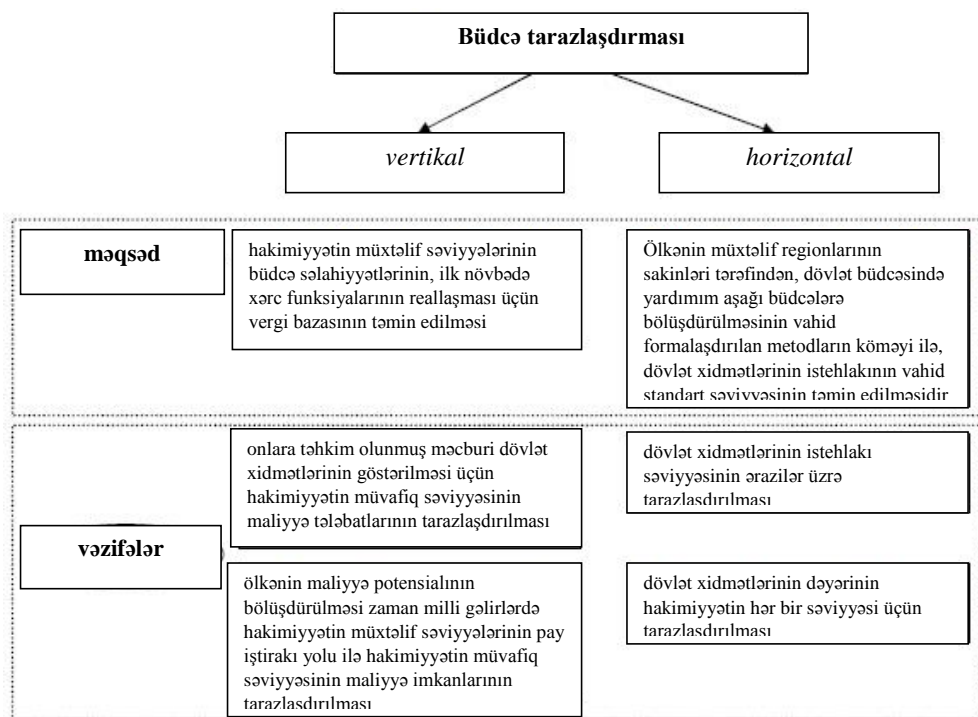 Büdcə tarazlaşdırması
vertikal
horizontal
məqsəd
hakimiyyətin müxtəlif səviyyələrinin
büdcə səlahiyyətlərinin, ilk növbədə
xərc funksiyalarının reallaşması üçün
vergi bazasının təmin edilməsi
Ölkənin müxtəlif regionlarının
sakinləri tərəfindən, dövlət büdcəsində
yardımım aşağı büdcələrə
bölüşdürülməsinin vahid
formalaşdırılan metodların köməyi ilə,
dövlət xidmətlərinin istehlakının vahid
standart səviyyəsinin təmin edilməsidir
vəzifələr
onlara təhkim olunmuş məcburi dövlət
xidmətlərinin göstərilməsi üçün
hakimiyyətin müvafiq səviyyəsinin
maliyyə tələbatlarının tarazlaşdırılması
dövlət xidmətlərinin istehlakı
səviyyəsinin ərazilər üzrə
tarazlaşdırılması
ölkənin maliyyə potensialının
bölüşdürülməsi zaman milli gəlirlərdə
hakimiyyətin müxtəlif səviyyələrinin pay
iştirakı yolu ilə hakimiyyətin müvafiq
səviyyəsinin maliyyə imkanlarının
tarazlaşdırılması
dövlət xidmətlərinin dəyərinin
hakimiyyətin hər bir səviyyəsi üçün
tarazlaşdırılması